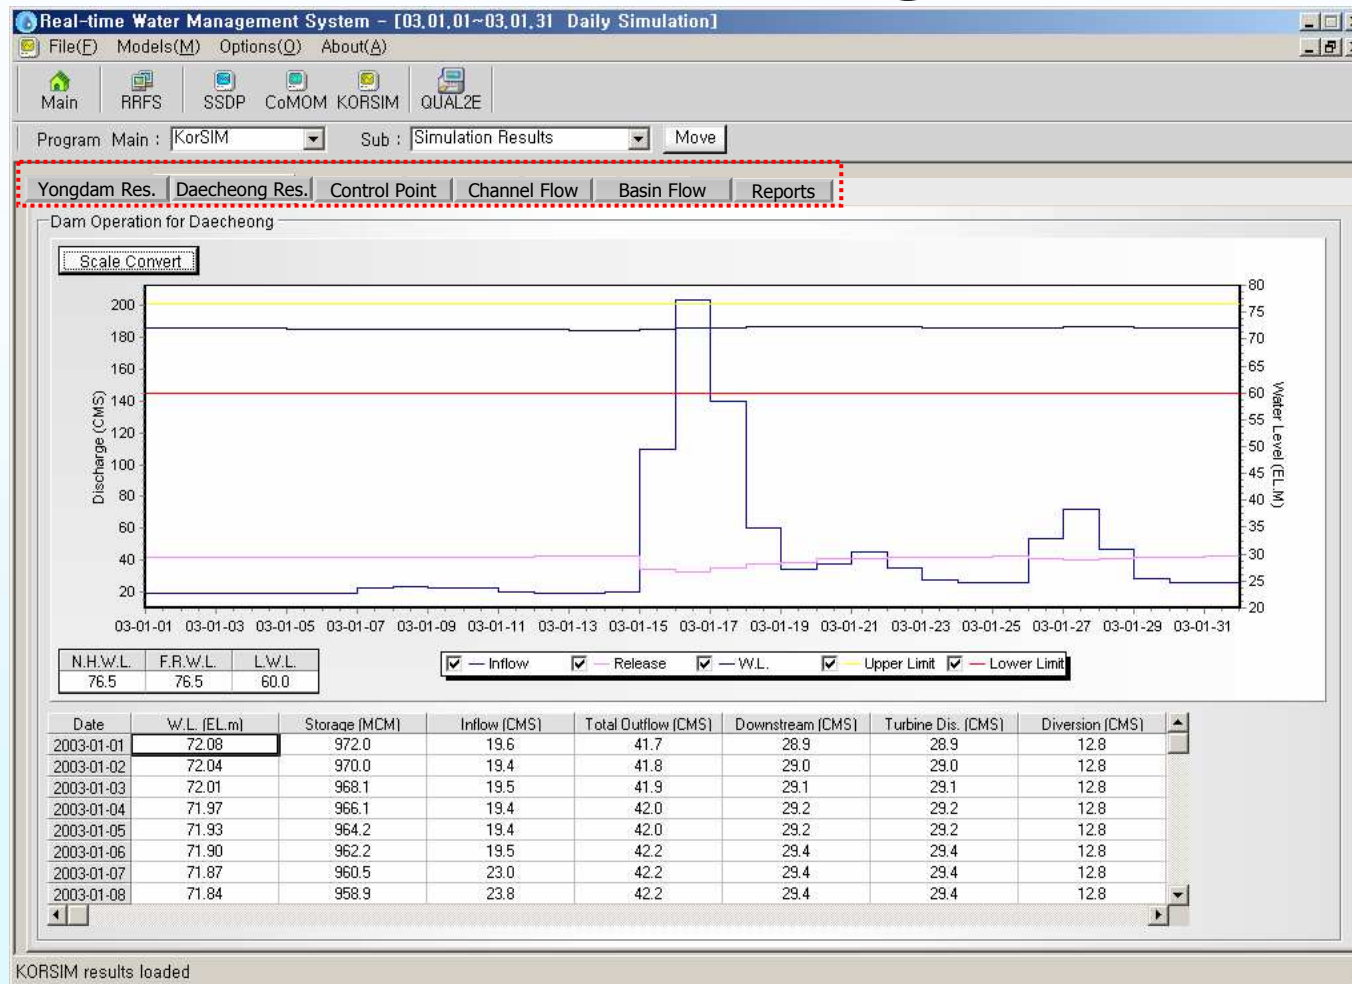 Real-time Water Management System - [03,01,01~03,01,31 Daily Simulation]
File(F) Models(M) Options(O) About(A)
Main RRFS SSDP CoMOM KORSIM QUAL2E
Program Main : KorSIM Sub : Simulation Results Move
Yongdam Res. Daecheong Res. Control Point Channel Flow Basin Flow Reports
Dam Operation for Daecheong
Scale Convert
Discharge (CMS)
200
180
160
140
120
100
80
60
40
20
80
75
70
65
60
55
50
45
40
35
30
25
20
Water Level (EL.M)
03-01-01 03-01-03 03-01-05 03-01-07 03-01-09 03-01-11 03-01-13 03-01-15 03-01-17 03-01-19 03-01-21 03-01-23 03-01-25 03-01-27 03-01-29 03-01-31
N.H.W.L. F.R.W.L. L.W.L.
76.5 76.5 60.0
Inflow Release W.L. Upper Limit Lower Limit
Date W.L. (EL.m) Storage (MCM) Inflow (CMS) Total Outflow (CMS) Downstream (CMS) Turbine Dis. (CMS) Diversion (CMS)
2003-01-01 72.08 972.0 19.6 41.7 28.9 28.9 12.8
2003-01-02 72.04 970.0 19.4 41.8 29.0 29.0 12.8
2003-01-03 72.01 968.1 19.5 41.9 29.1 29.1 12.8
2003-01-04 71.97 966.1 19.4 42.0 29.2 29.2 12.8
2003-01-05 71.93 964.2 19.4 42.0 29.2 29.2 12.8
2003-01-06 71.90 962.2 19.5 42.2 29.4 29.4 12.8
2003-01-07 71.87 960.5 23.0 42.2 29.4 29.4 12.8
2003-01-08 71.84 958.9 23.8 42.2 29.4 29.4 12.8
KORSIM results loaded